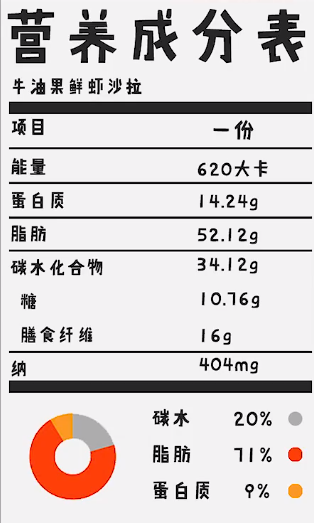 营养成分表
牛油果鲜虾沙拉
项目 一份
能量 620大卡
蛋白质 14.24g
脂肪 52.12g
碳水化合物 34.12g
糖 10.76g
膳食纤维 16g
钠 404mg
碳水 20%
脂肪 71%
蛋白质 9%